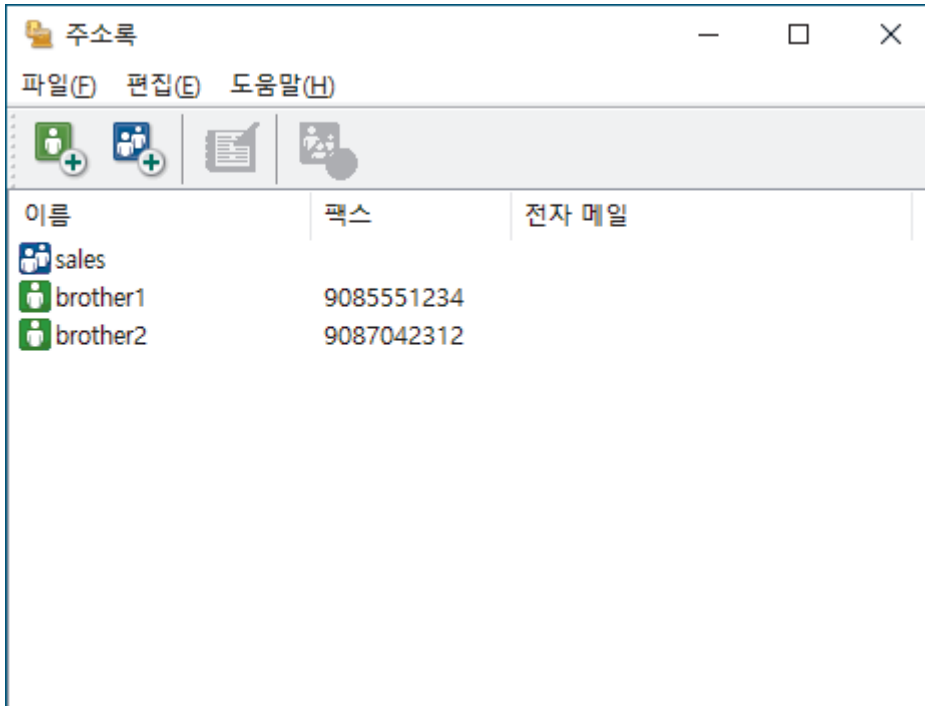 주소록
파일(F) 편집(E) 도움말(H)
이름 팩스 전자 메일
sales
brother1 9085551234
brother2 9087042312